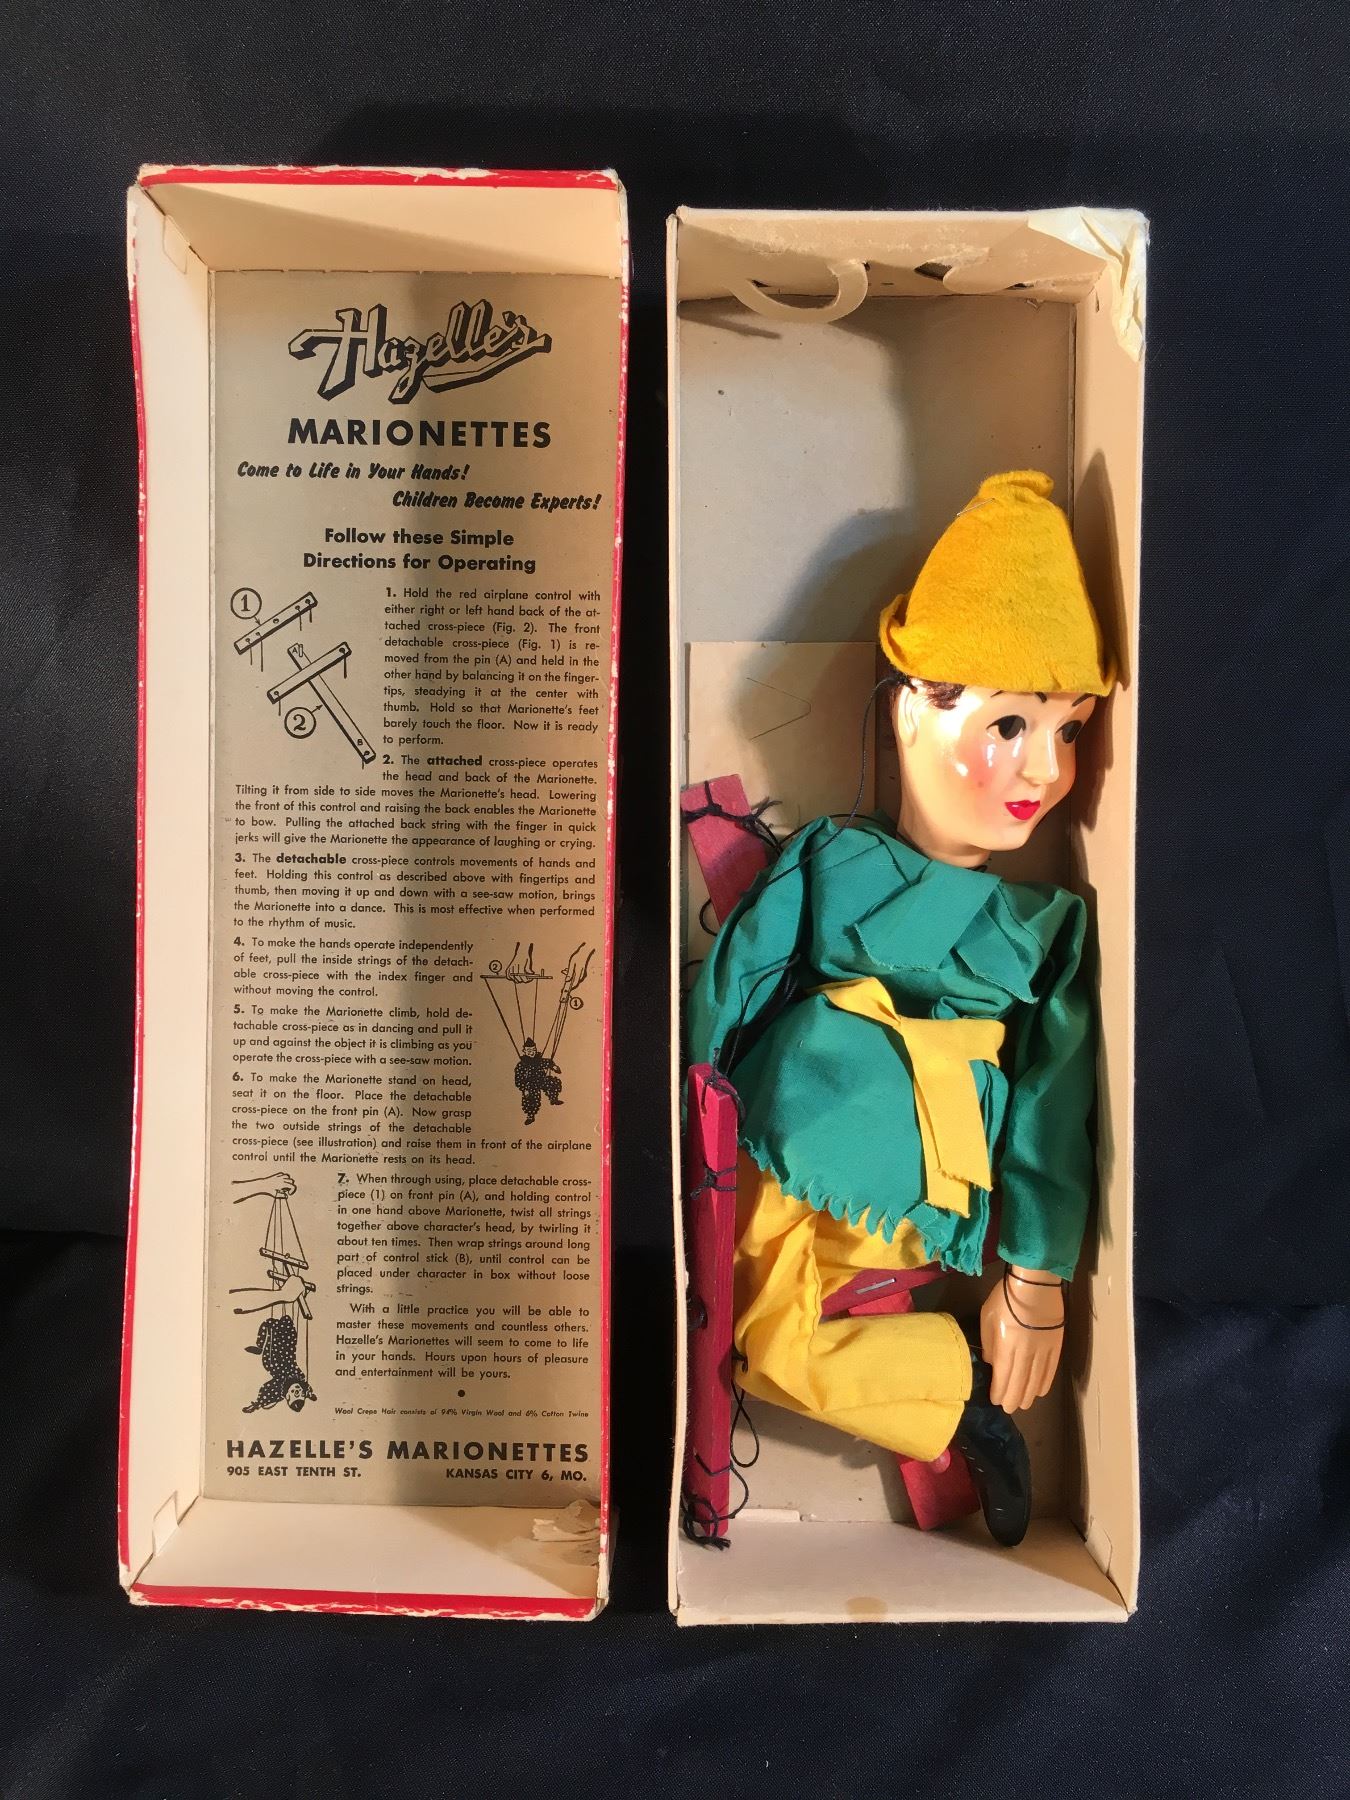 Hazelle's
MARIONETTES
Come to Life in Your Hands!
Children Become Experts!
Follow these Simple
Directions for Operating
1
A
2
B
1. Hold the red airplane control with
either right or left hand back of the at-
tached cross-piece (Fig. 2). The front
detachable cross-piece (Fig. 1) is re-
moved from the pin (A) and held in the
other hand by balancing it on the finger-
tips, steadying it at the center with
thumb. Hold so that Marionette's feet
barely touch the floor. Now it is ready
to perform.
2. The attached cross-piece operates
the head and back of the Marionette.
Tilting it from side to side moves the Marionette's head. Lowering
the front of this control and raising the back enables the Marionette
to bow. Pulling the attached back string with the finger in quick
jerks will give the Marionette the appearance of laughing or crying.
3. The detachable cross-piece controls movements of hands and
feet. Holding this control as described above with fingertips and
thumb, then moving it up and down with a see-saw motion, brings
the Marionette into a dance. This is most effective when performed
to the rhythm of music.
4. To make the hands operate independently
of feet, pull the inside strings of the detach-
able cross-piece with the index finger and
without moving the control.
5. To make the Marionette climb, hold de-
tachable cross-piece as in dancing and pull it
up and against the object it is climbing as you
operate the cross-piece with a see-saw motion.
2
1
6. To make the Marionette stand on head,
seat it on the floor. Place the detachable
cross-piece on the front pin (A). Now grasp
the two outside strings of the detachable
cross-piece (see illustration) and raise them in front of the airplane
control until the Marionette rests on its head.
7. When through using, place detachable cross-
piece (1) on front pin (A), and holding control
in one hand above Marionette, twist all strings
together above character's head, by twirling it
about ten times. Then wrap strings around long
part of control stick (B), until control can be
placed under character in box without loose
strings.
With a little practice you will be able to
master these movements and countless others.
Hazelle's Marionettes will seem to come to life
in your hands. Hours upon hours of pleasure
and entertainment will be yours.
Wool Crepe Hair consists of 94% Virgin Wool and 6% Cotton Twine
HAZELLE'S MARIONETTES
905 EAST TENTH ST. KANSAS CITY 6, MO.